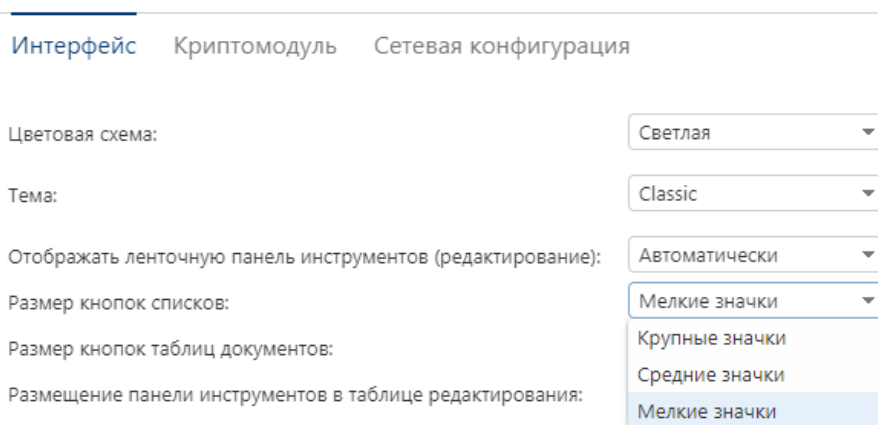 Интерфейс Криптомодуль Сетевая конфигурация
Цветовая схема: Светлая
Тема: Classic
Отображать ленточную панель инструментов (редактирование): Автоматически
Размер кнопок списков: Мелкие значки
Крупные значки
Размер кнопок таблиц документов:
Средние значки
Размещение панели инструментов в таблице редактирования:
Мелкие значки